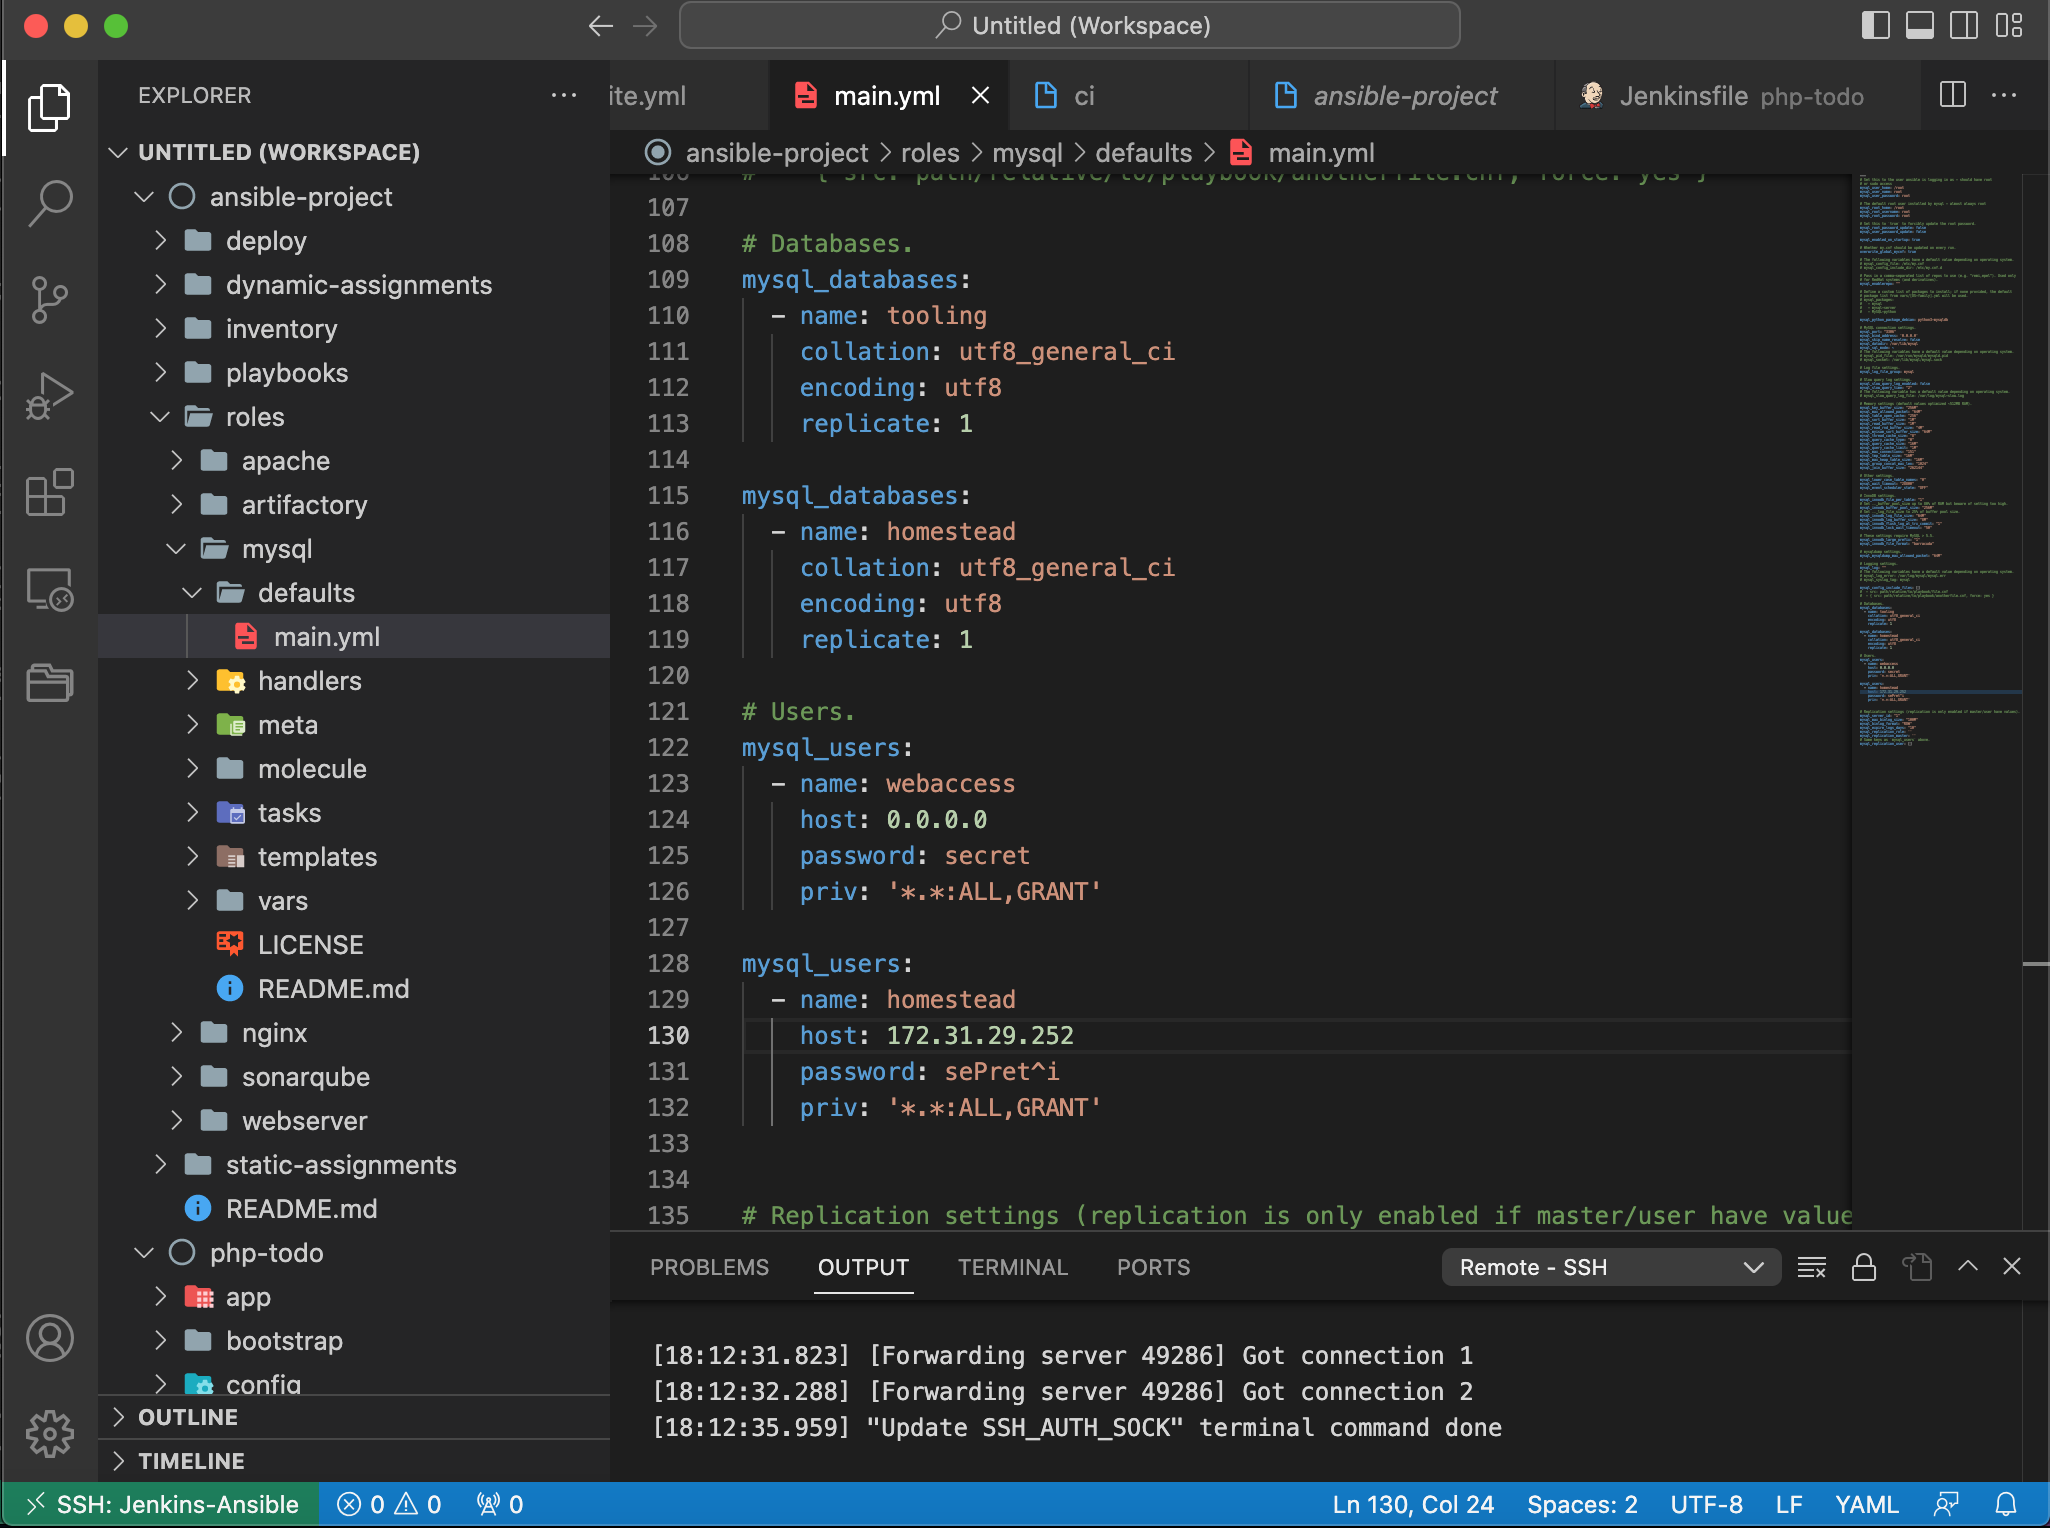 Untitled (Workspace)
EXPLORER
ite.yml
main.yml
ci
ansible-project
Jenkinsfile php-todo
ansible-project > roles > mysql > defaults > main.yml
UNTITLED (WORKSPACE)
ansible-project
deploy
dynamic-assignments
inventory
playbooks
roles
apache
artifactory
mysql
defaults
main.yml
handlers
meta
molecule
tasks
templates
vars
LICENSE
README.md
nginx
sonarqube
webserver
static-assignments
README.md
php-todo
app
bootstrap
config
OUTLINE
TIMELINE
106 # { src: path/relative/to/playbook/anotherfile.cnf, force: yes }
107
108 # Databases.
109 mysql_databases:
110 - name: tooling
111 collation: utf8_general_ci
112 encoding: utf8
113 replicate: 1
114
115 mysql_databases:
116 - name: homestead
117 collation: utf8_general_ci
118 encoding: utf8
119 replicate: 1
120
121 # Users.
122 mysql_users:
123 - name: webaccess
124 host: 0.0.0.0
125 password: secret
126 priv: '*.*:ALL,GRANT'
127
128 mysql_users:
129 - name: homestead
130 host: 172.31.29.252
131 password: sePret^i
132 priv: '*.*:ALL,GRANT'
133
134
135 # Replication settings (replication is only enabled if master/user have value
PROBLEMS OUTPUT TERMINAL PORTS
Remote - SSH
[18:12:31.823] [Forwarding server 49286] Got connection 1
[18:12:32.288] [Forwarding server 49286] Got connection 2
[18:12:35.959] "Update SSH_AUTH_SOCK" terminal command done
SSH: Jenkins-Ansible 0 0 0 Ln 130, Col 24 Spaces: 2 UTF-8 LF YAML